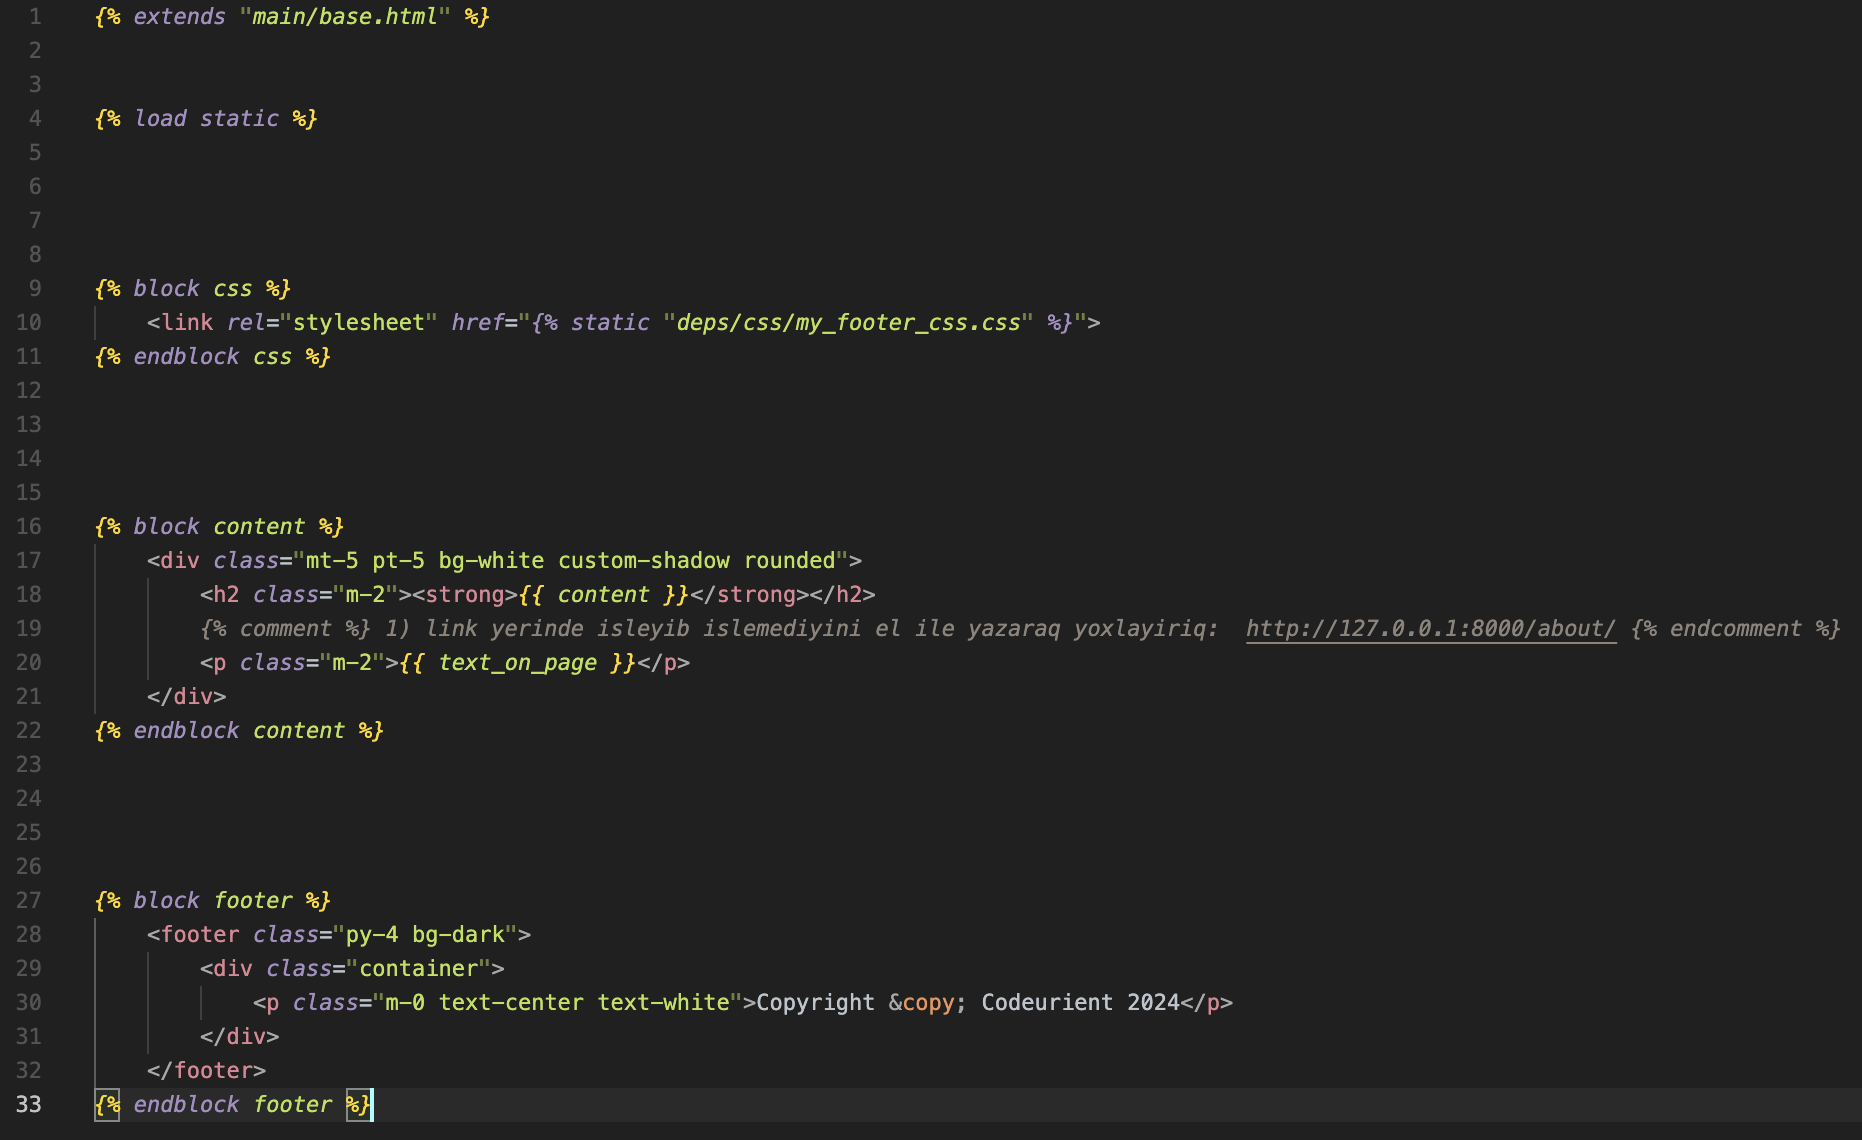 1 {% extends "main/base.html" %}
2
3
4 {% load static %}
5
6
7
8
9 {% block css %}
10 <link rel="stylesheet" href="{% static "deps/css/my_footer_css.css" %}">
11 {% endblock css %}
12
13
14
15
16 {% block content %}
17 <div class="mt-5 pt-5 bg-white custom-shadow rounded">
18 <h2 class="m-2"><strong>{{ content }}</strong></h2>
19 {% comment %} 1) link yerinde isleyib islemediyini el ile yazaraq yoxlayiriq:  http://127.0.0.1:8000/about/ {% endcomment %}
20 <p class="m-2">{{ text_on_page }}</p>
21 </div>
22 {% endblock content %}
23
24
25
26
27 {% block footer %}
28 <footer class="py-4 bg-dark">
29 <div class="container">
30 <p class="m-0 text-center text-white">Copyright &copy; Codeurient 2024</p>
31 </div>
32 </footer>
33 {% endblock footer %}